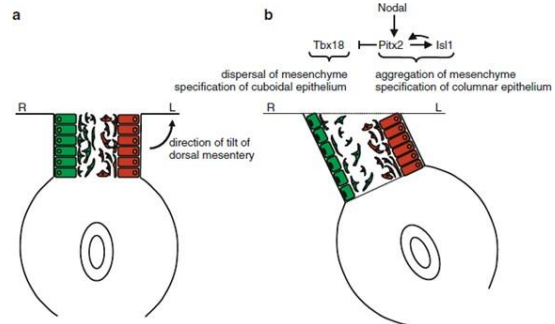 a
b
Nodal
Tbx18 Pitx2 Isl1
dispersal of mesenchyme
specification of cuboidal epithelium
aggregation of mesenchyme
specification of columnar epithelium
R L
direction of tilt of
dorsal mesentery
R L